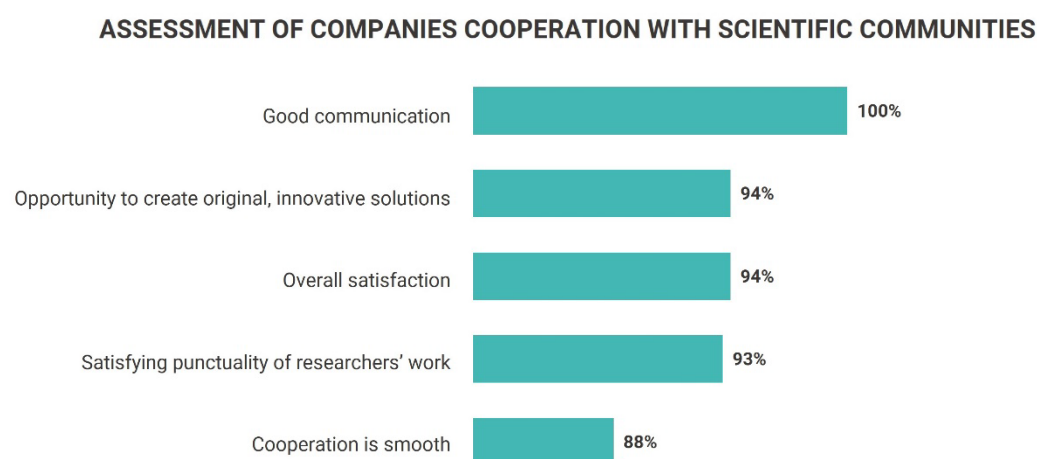 ASSESSMENT OF COMPANIES COOPERATION WITH SCIENTIFIC COMMUNITIES
Good communication 100%
Opportunity to create original, innovative solutions 94%
Overall satisfaction 94%
Satisfying punctuality of researchers’ work 93%
Cooperation is smooth 88%